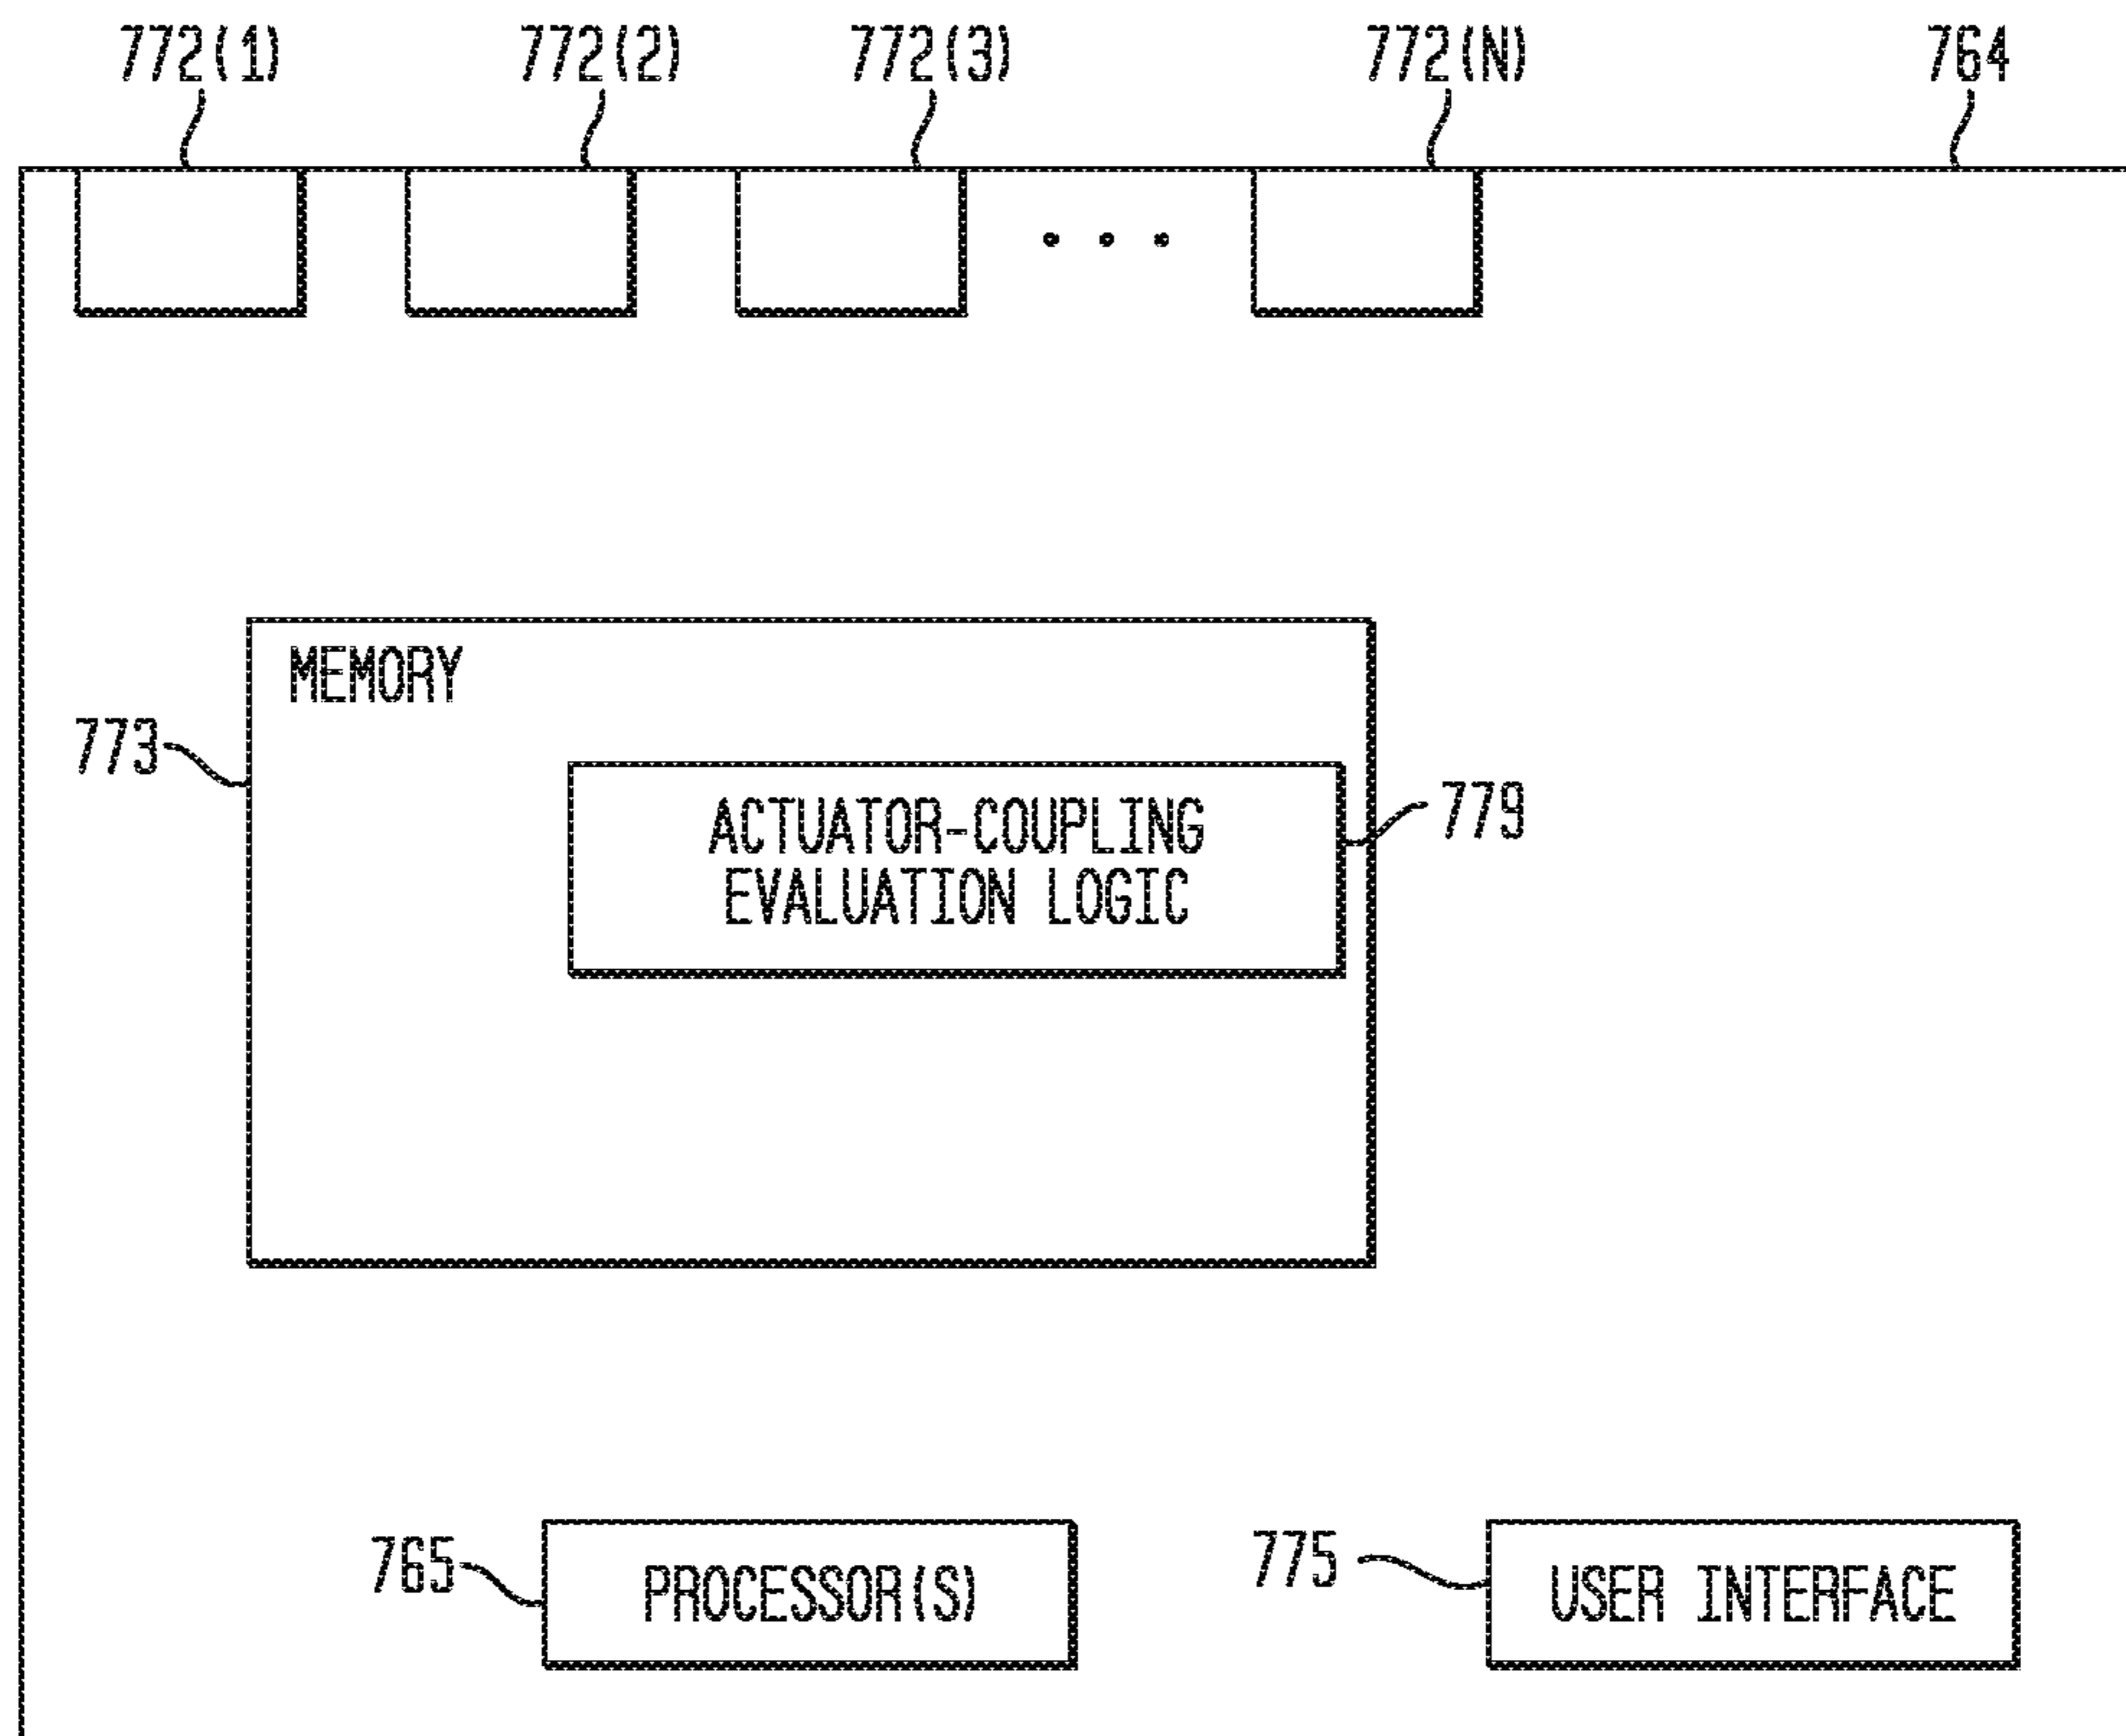 772(1) 772(2) 772(3) 772(N) 764
MEMORY
773
ACTUATOR-COUPLING
EVALUATION LOGIC
779
765
PROCESSOR(S)
775
USER INTERFACE